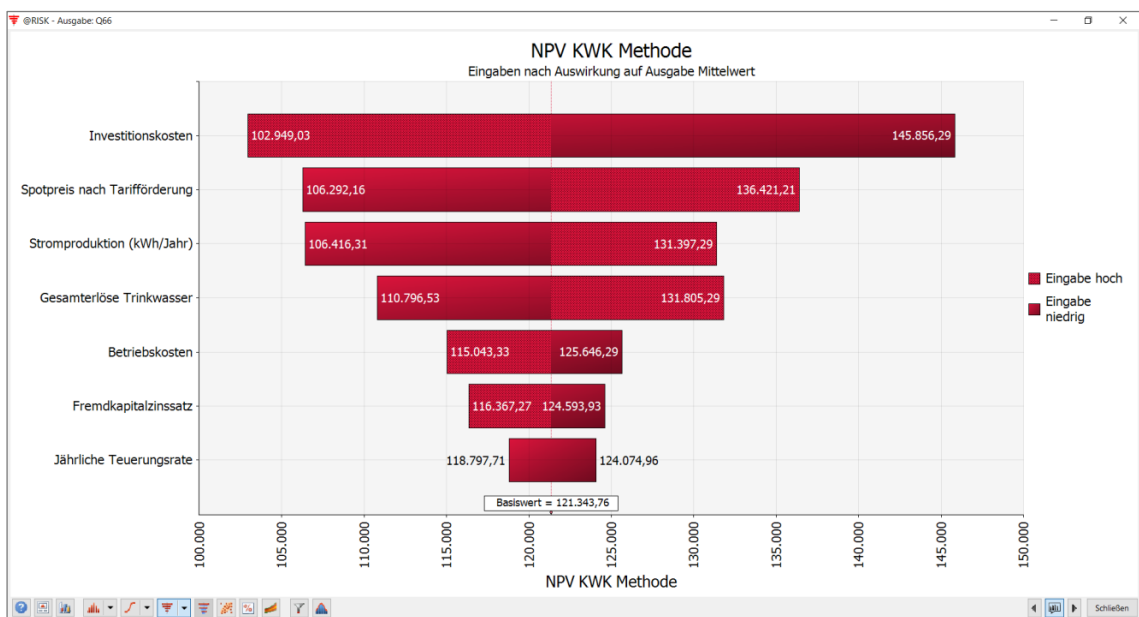 @RISK - Ausgabe: Q66
NPV KWK Methode
Eingaben nach Auswirkung auf Ausgabe Mittelwert
Investitionskosten
102.949,03
145.856,29
Spotpreis nach Tarifförderung
106.292,16
136.421,21
Stromproduktion (kWh/Jahr)
106.416,31
131.397,29
Gesamterlöse Trinkwasser
110.796,53
131.805,29
Betriebskosten
115.043,33
125.646,29
Fremdkapitalzinssatz
116.367,27
124.593,93
Jährliche Teuerungsrate
118.797,71
124.074,96
Eingabe hoch
Eingabe
niedrig
Basiswert = 121.343,76
100.000
105.000
110.000
115.000
120.000
125.000
130.000
135.000
140.000
145.000
150.000
NPV KWK Methode
Schließen